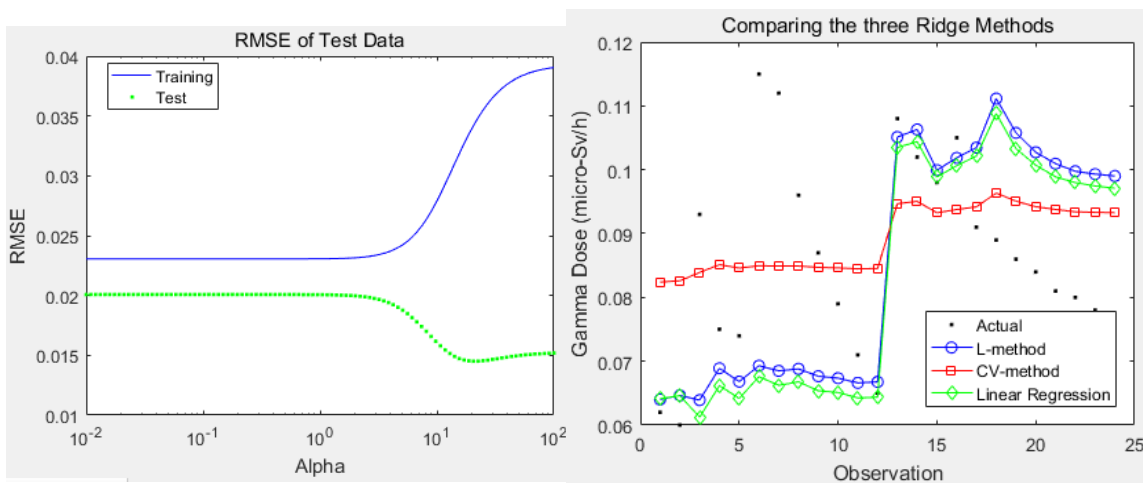 RMSE of Test Data
Training
Test
0.04
0.035
0.03
0.025
0.02
0.015
0.01
RMSE
10^-2
10^-1
10^0
10^1
10^2
Alpha
Comparing the three Ridge Methods
0.12
0.11
0.1
0.09
0.08
0.07
0.06
Gamma Dose (micro-Sv/h)
Actual
L-method
CV-method
Linear Regression
0
5
10
15
20
25
Observation